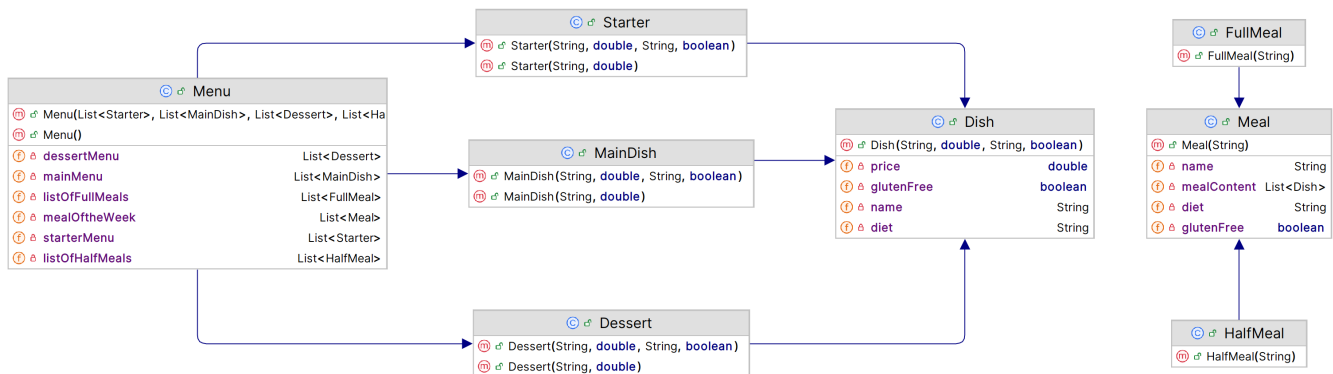 Menu
Menu(List<Starter>, List<MainDish>, List<Dessert>, List<Ha
Menu()
dessertMenu List<Dessert>
mainMenu List<MainDish>
listOfFullMeals List<FullMeal>
mealOftheWeek List<Meal>
starterMenu List<Starter>
listOfHalfMeals List<HalfMeal>
Starter
Starter(String, double, String, boolean)
Starter(String, double)
MainDish
MainDish(String, double, String, boolean)
MainDish(String, double)
Dessert
Dessert(String, double, String, boolean)
Dessert(String, double)
Dish
Dish(String, double, String, boolean)
price double
glutenFree boolean
name String
diet String
FullMeal
FullMeal(String)
Meal
Meal(String)
name String
mealContent List<Dish>
diet String
glutenFree boolean
HalfMeal
HalfMeal(String)